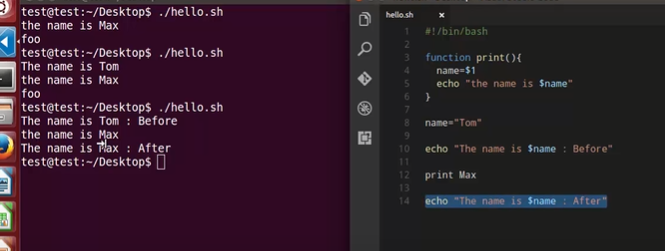 test@test:~/Desktop$ ./hello.sh
the name is Max
foo
test@test:~/Desktop$ ./hello.sh
The name is Tom
the name is Max
foo
test@test:~/Desktop$ ./hello.sh
The name is Tom : Before
the name is Max
The name is Max : After
test@test:~/Desktop$
hello.sh ×
1 #!/bin/bash
2
3 function print(){
4 name=$1
5 echo "the name is $name"
6 }
7
8 name="Tom"
9
10 echo "The name is $name : Before"
11
12 print Max
13
14 echo "The name is $name : After"